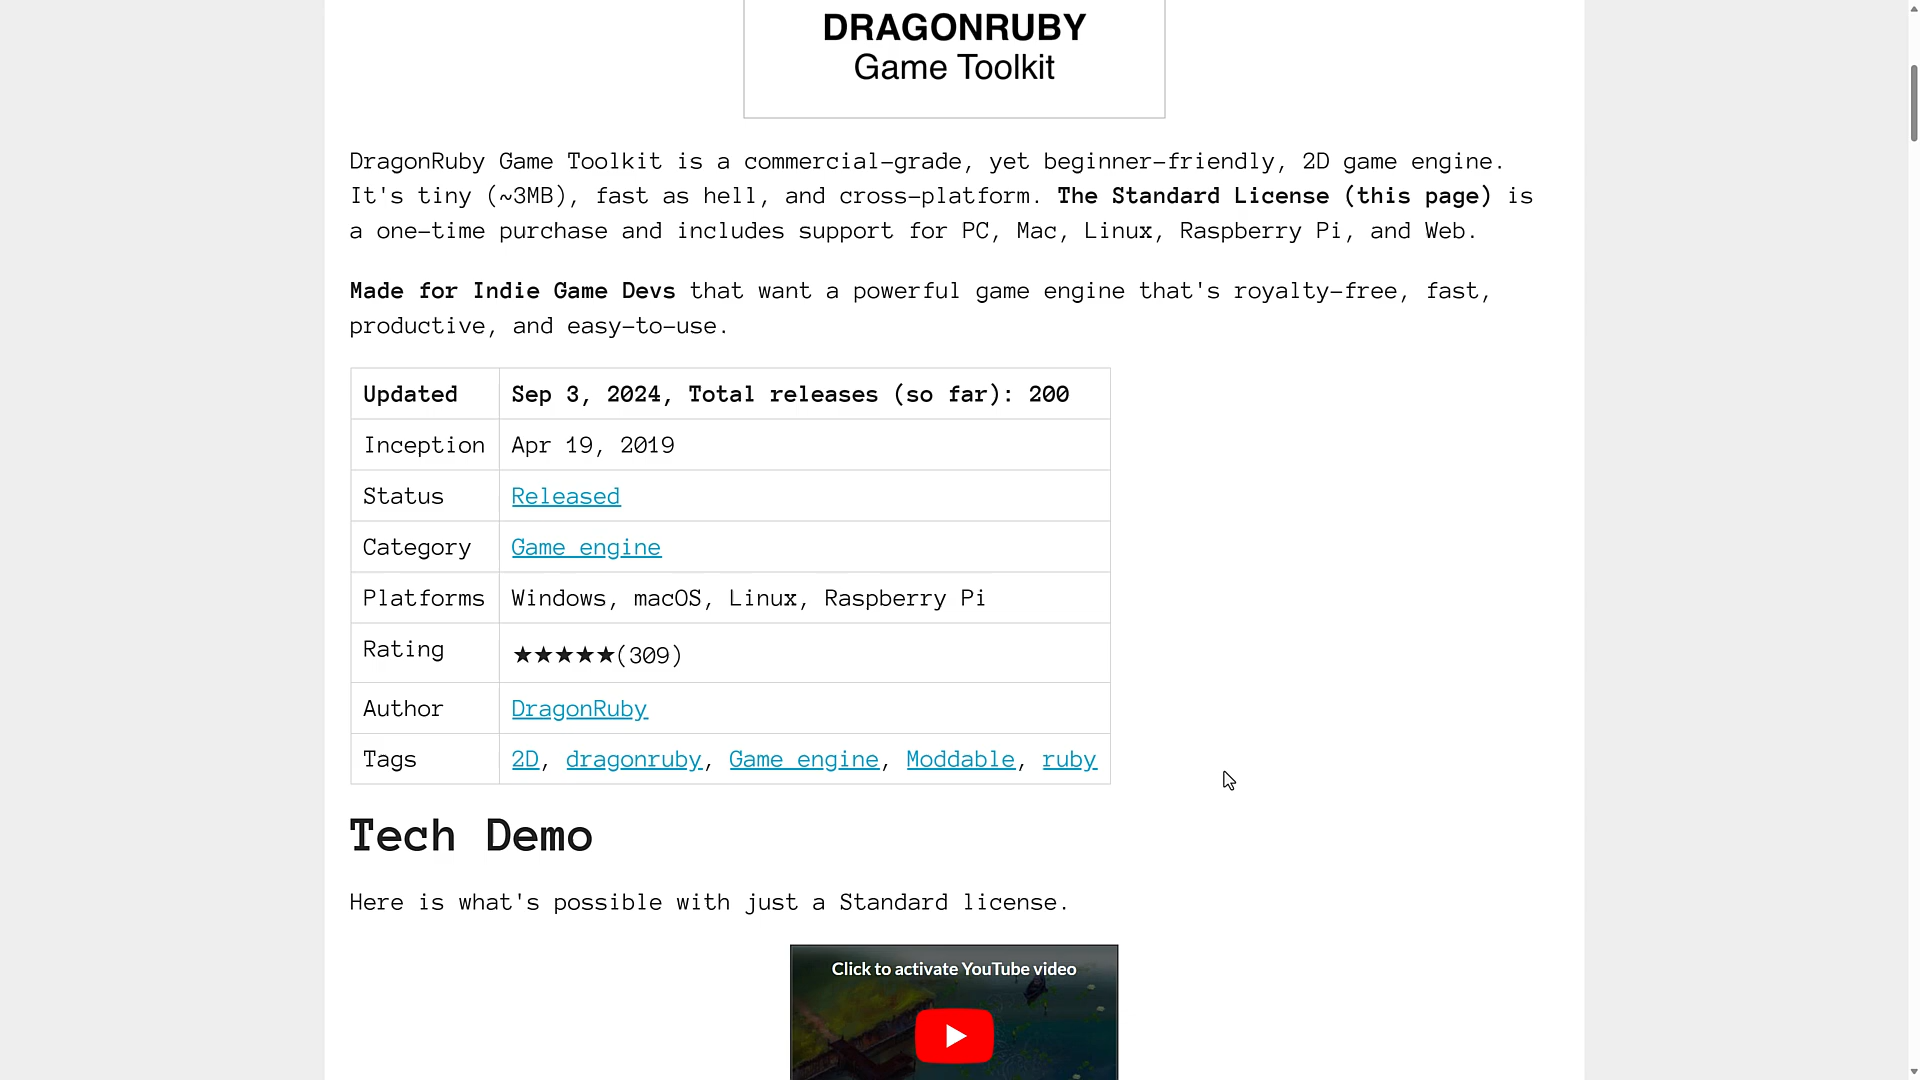 DRAGONRUBY
Game Toolkit
DragonRuby Game Toolkit is a commercial-grade, yet beginner-friendly, 2D game engine.
It's tiny (~3MB), fast as hell, and cross-platform. The Standard License (this page) is
a one-time purchase and includes support for PC, Mac, Linux, Raspberry Pi, and Web.
Made for Indie Game Devs that want a powerful game engine that's royalty-free, fast,
productive, and easy-to-use.
Updated Sep 3, 2024, Total releases (so far): 200
Inception Apr 19, 2019
Status Released
Category Game engine
Platforms Windows, macOS, Linux, Raspberry Pi
Rating ★★★★★(309)
Author DragonRuby
Tags 2D, dragonruby, Game engine, Moddable, ruby
Tech Demo
Here is what's possible with just a Standard license.
Click to activate YouTube video